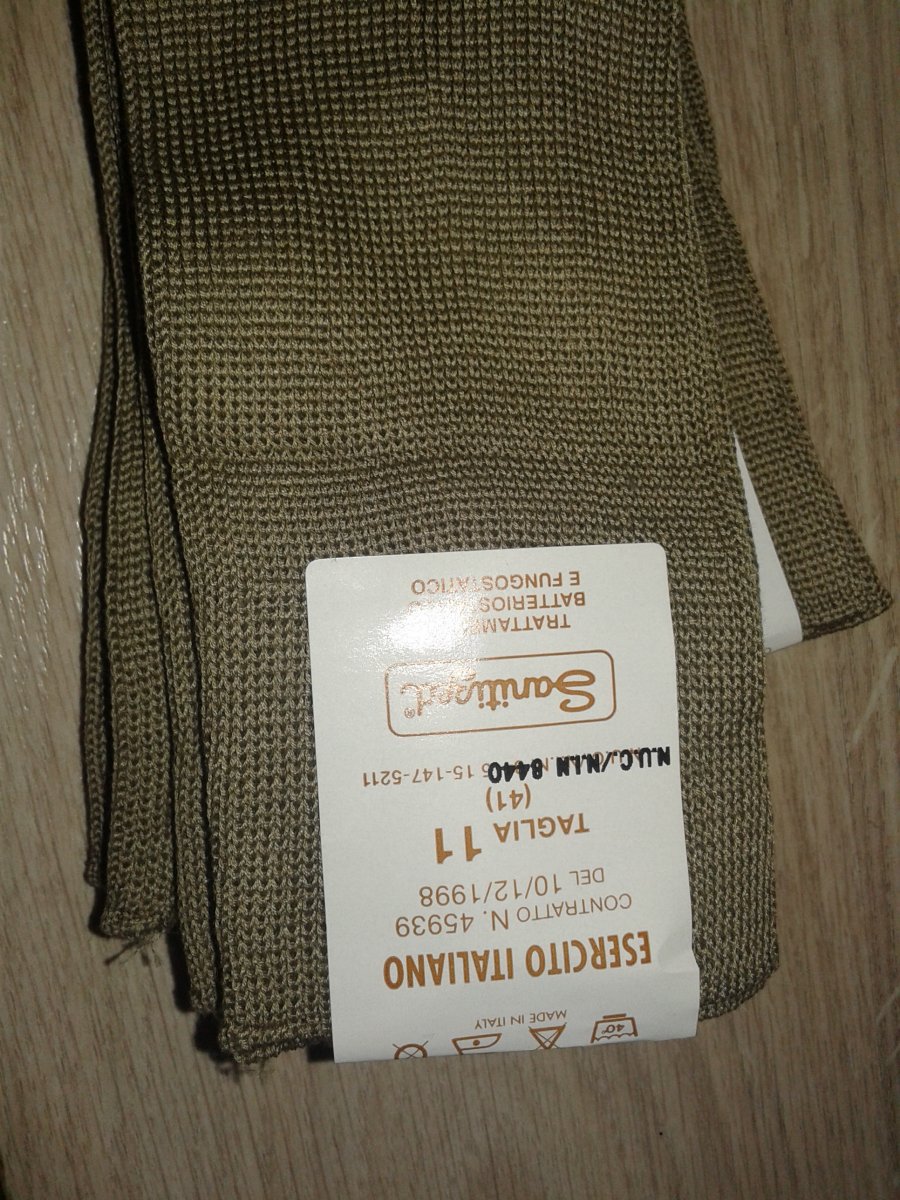 40°
MADE IN ITALY
ESERCITO ITALIANO
CONTRATTO N. 45939
DEL 10/12/1998
TAGLIA 11
(41)
N.U.C./N.I.N 8440 15-147-5211
Sanitized®
E FUNGOSTATICO